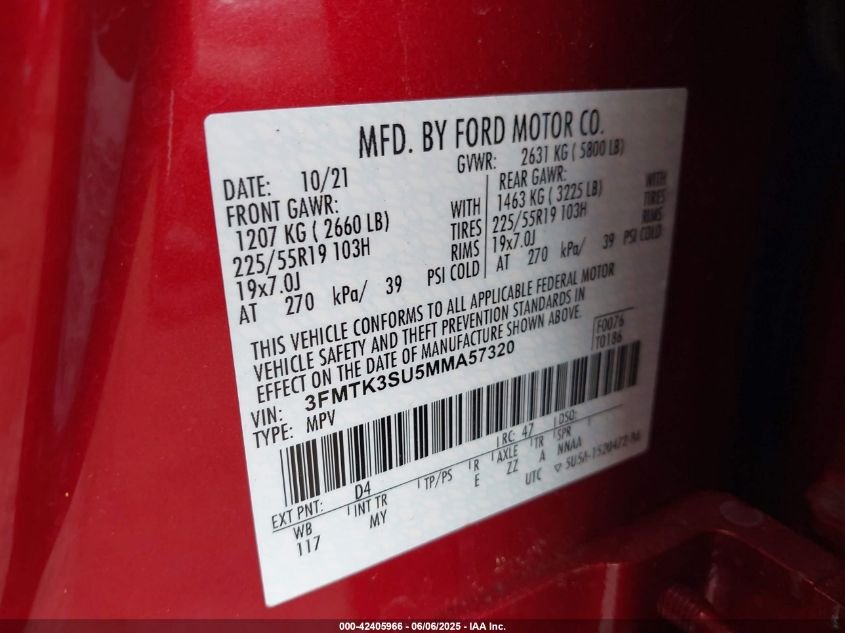 MFD. BY FORD MOTOR CO.
DATE: 10/21 GVWR: 2631 KG ( 5800 LB)
FRONT GAWR: REAR GAWR:
1207 KG ( 2660 LB) WITH 1463 KG ( 3225 LB) WITH
225/55R19 103H TIRES 225/55R19 103H TIRES
19x7.0J RIMS 19x7.0J RIMS
AT 270 kPa/ 39 PSI COLD AT 270 kPa/ 39 PSI COLD
THIS VEHICLE CONFORMS TO ALL APPLICABLE FEDERAL MOTOR
VEHICLE SAFETY AND THEFT PREVENTION STANDARDS IN
EFFECT ON THE DATE OF MANUFACTURE SHOWN ABOVE.
F0076
T0186
VIN: 3FMTK3SU5MMA57320
TYPE: MPV
EXT PNT: D4 RC: 47 DSO:
WB INT TR TP/PS R AXLE TR SPR
117 MY E ZZ A NNAA
UTC
000-42405966 - 06/06/2025 - IAA Inc.